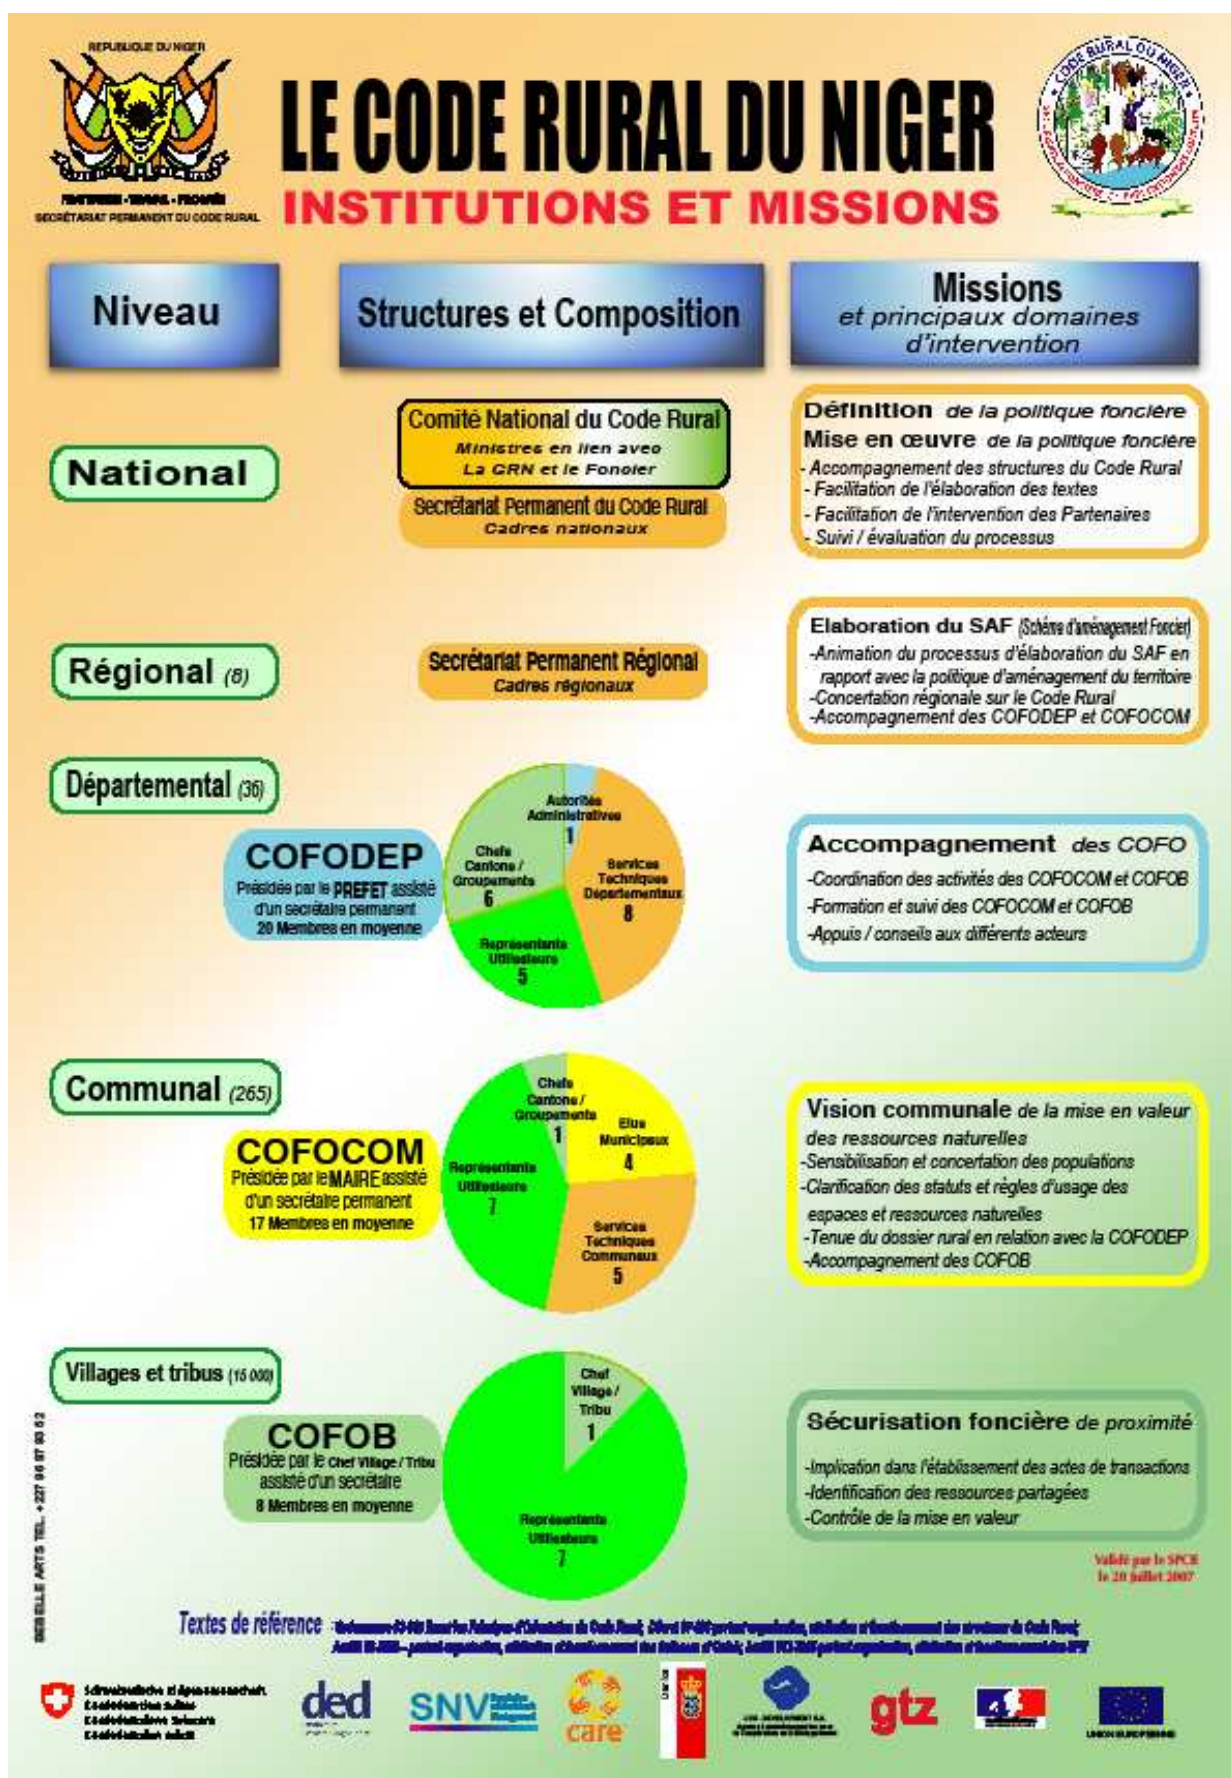 REPUBLIQUE DU NIGER
SECRÉTARIAT PERMANENT DU CODE RURAL
LE CODE RURAL DU NIGER
INSTITUTIONS ET MISSIONS
CODE RURAL DU NIGER
Niveau
Structures et Composition
Missions
et principaux domaines
d'intervention
National
Comité National du Code Rural
Ministres en lien avec
La GRN et le Foncier
Secrétariat Permanent du Code Rural
Cadres nationaux
Définition de la politique foncière
Mise en œuvre de la politique foncière
- Accompagnement des structures du Code Rural
- Facilitation de l'élaboration des textes
- Facilitation de l'intervention des Partenaires
- Suivi / évaluation du processus
Régional (8)
Secrétariat Permanent Régional
Cadres régionaux
Elaboration du SAF (Schéma d'aménagement Foncier)
-Animation du processus d'élaboration du SAF en
rapport avec la politique d'aménagement du territoire
-Concertation régionale sur le Code Rural
-Accompagnement des COFODEP et COFOCOM
Départemental (36)
COFODEP
Présidée par le PREFET assisté
d'un secrétaire permanent
20 Membres en moyenne
Autorités
Administratives
1
Chefs
Cantons /
Groupements
6
Services
Techniques
Départementaux
8
Représentants
Utilisateurs
5
Accompagnement des COFO
-Coordination des activités des COFOCOM et COFOB
-Formation et suivi des COFOCOM et COFOB
-Appuis / conseils aux différents acteurs
Communal (265)
COFOCOM
Présidée par le MAIRE assisté
d'un secrétaire permanent
17 Membres en moyenne
Chefs
Cantons /
Groupements
1
Elus
Municipaux
4
Représentants
Utilisateurs
7
Services
Techniques
Communaux
5
Vision communale de la mise en valeur
des ressources naturelles
-Sensibilisation et concertation des populations
-Clarification des statuts et règles d'usage des
espaces et ressources naturelles
-Tenue du dossier rural en relation avec la COFODEP
-Accompagnement des COFOB
Villages et tribus (15 000)
COFOB
Présidée par le Chef Village / Tribu
assisté d'un secrétaire
8 Membres en moyenne
Chef
Village /
Tribu
1
Représentants
Utilisateurs
7
Sécurisation foncière de proximité
-Implication dans l'établissement des actes de transactions
-Identification des ressources partagées
-Contrôle de la mise en valeur
Validé par le SPCR
le 20 juillet 2007
Textes de référence
ded
SNV
care
gtz
UNION EUROPEENNE